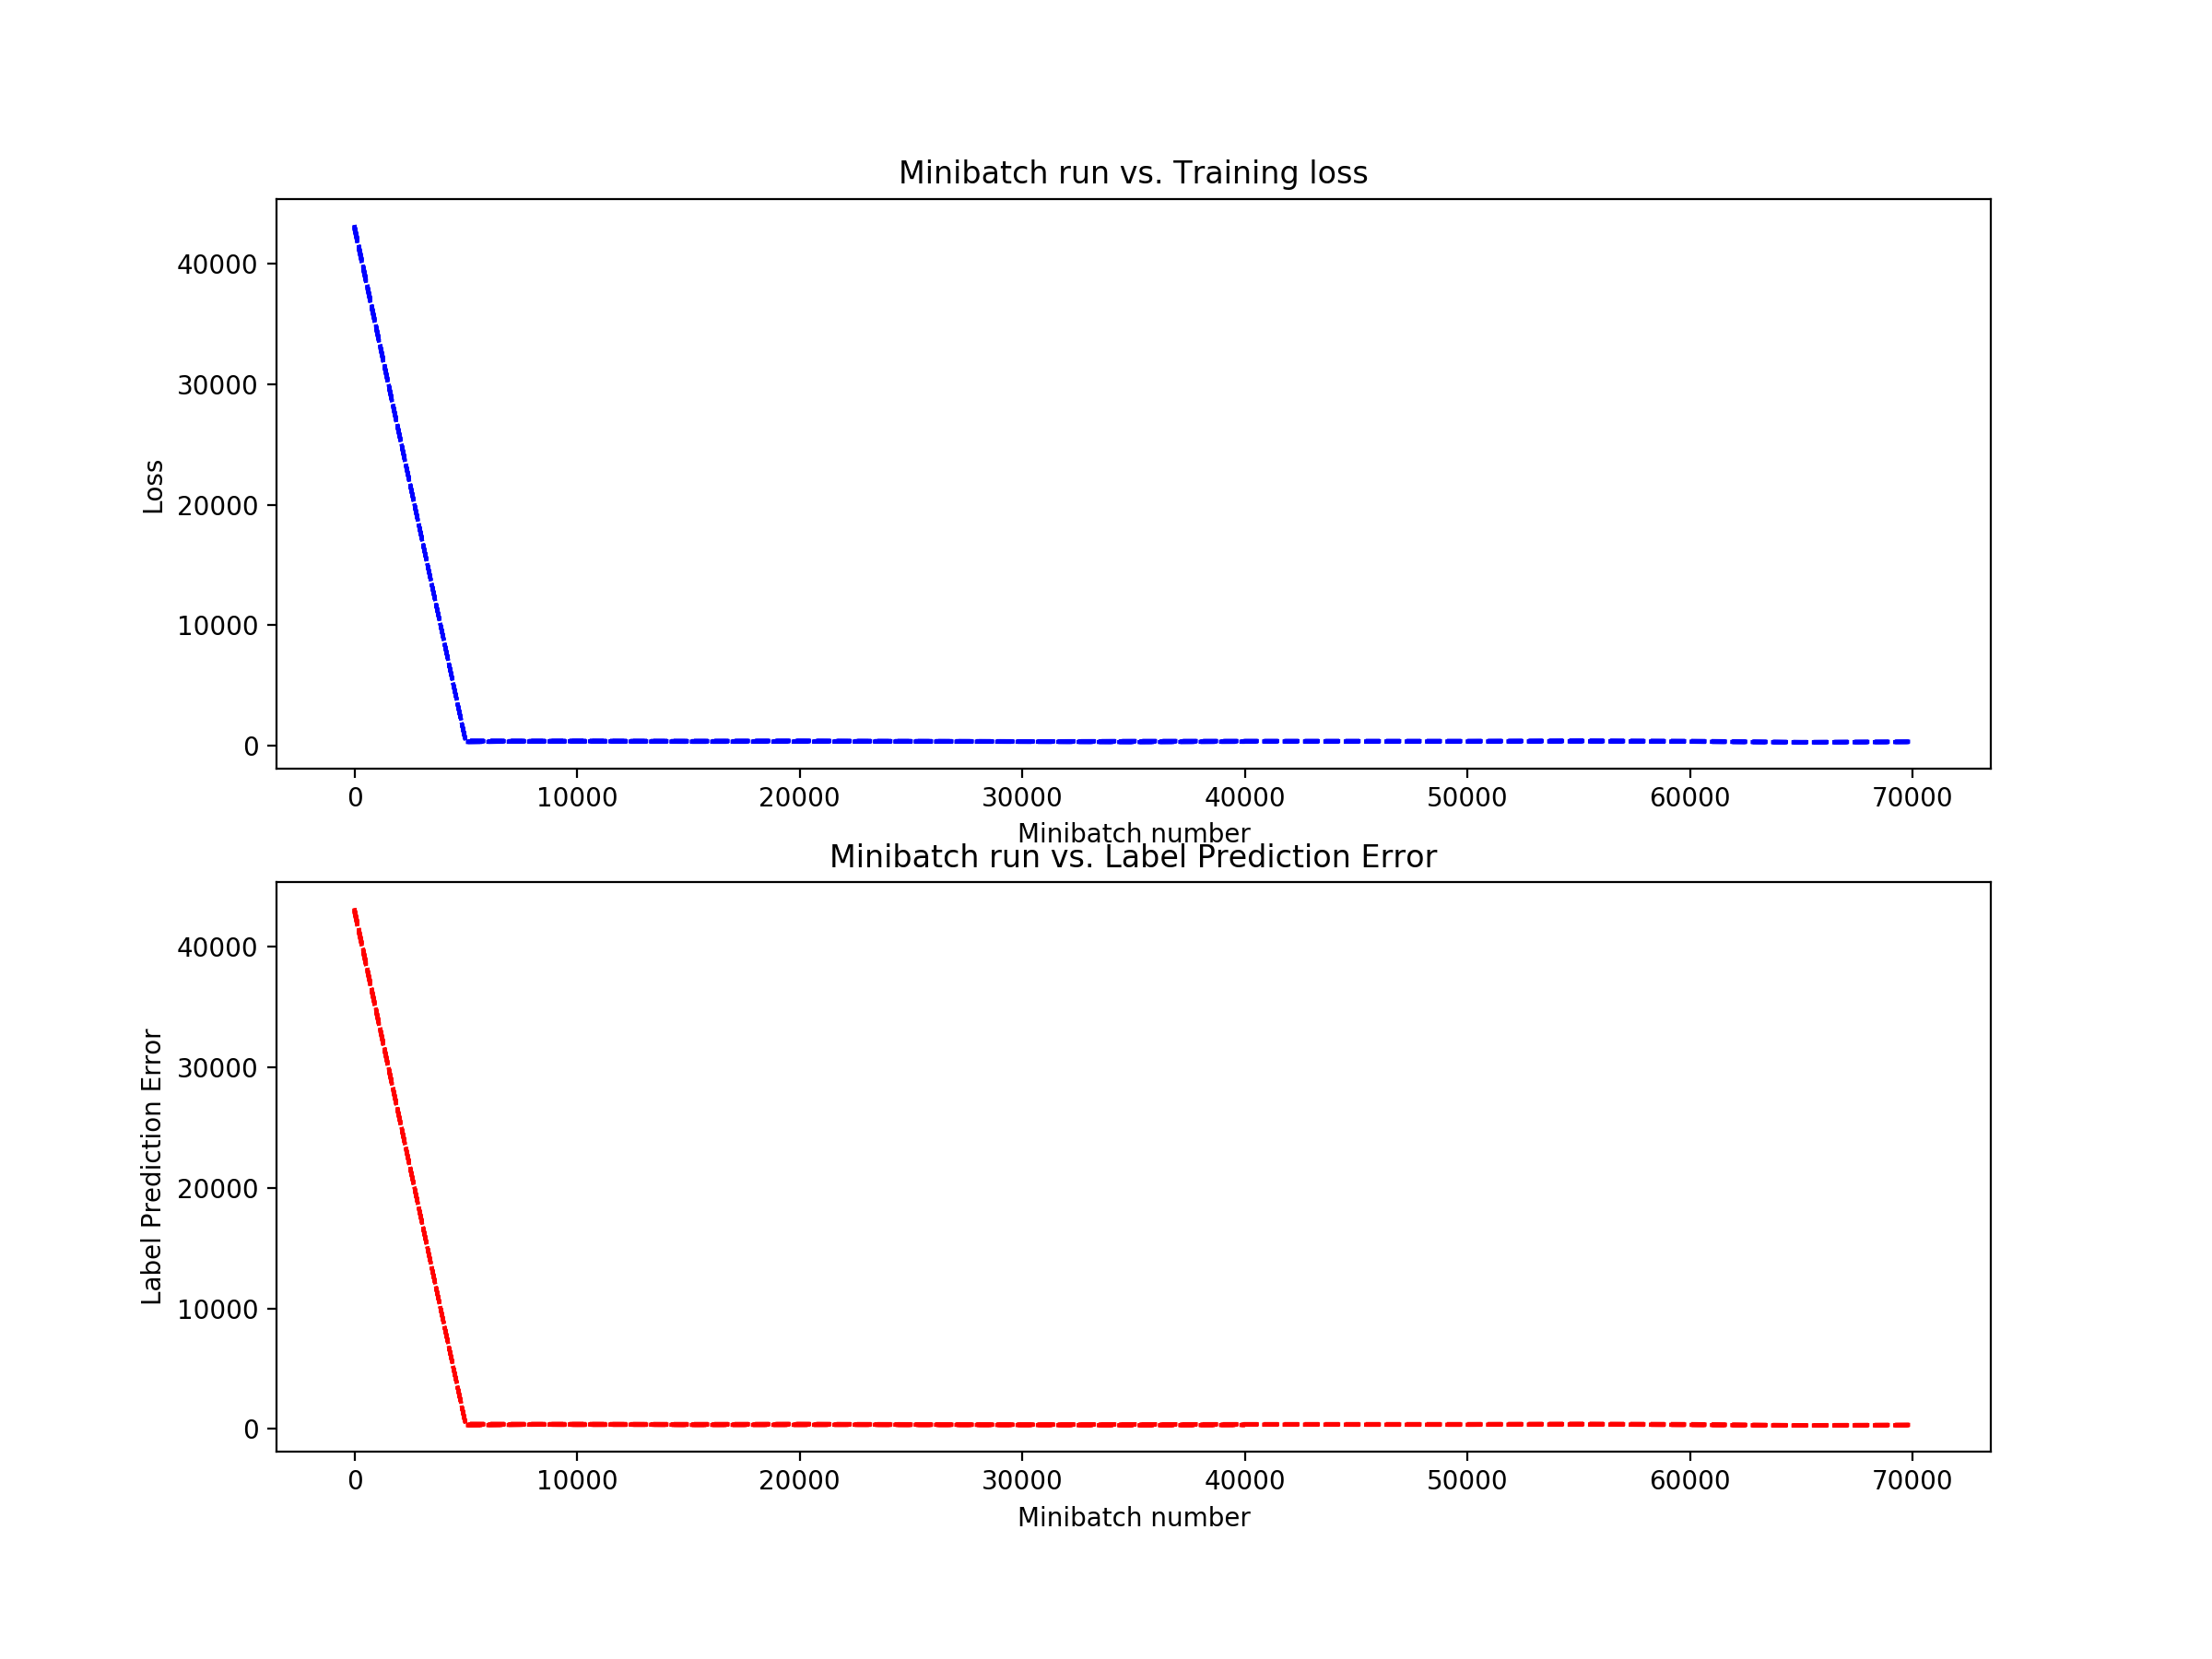 Minibatch run vs. Training loss
Loss
40000
30000
20000
10000
0
0 10000 20000 30000 40000 50000 60000 70000
Minibatch number
Minibatch run vs. Label Prediction Error
Label Prediction Error
40000
30000
20000
10000
0
0 10000 20000 30000 40000 50000 60000 70000
Minibatch number